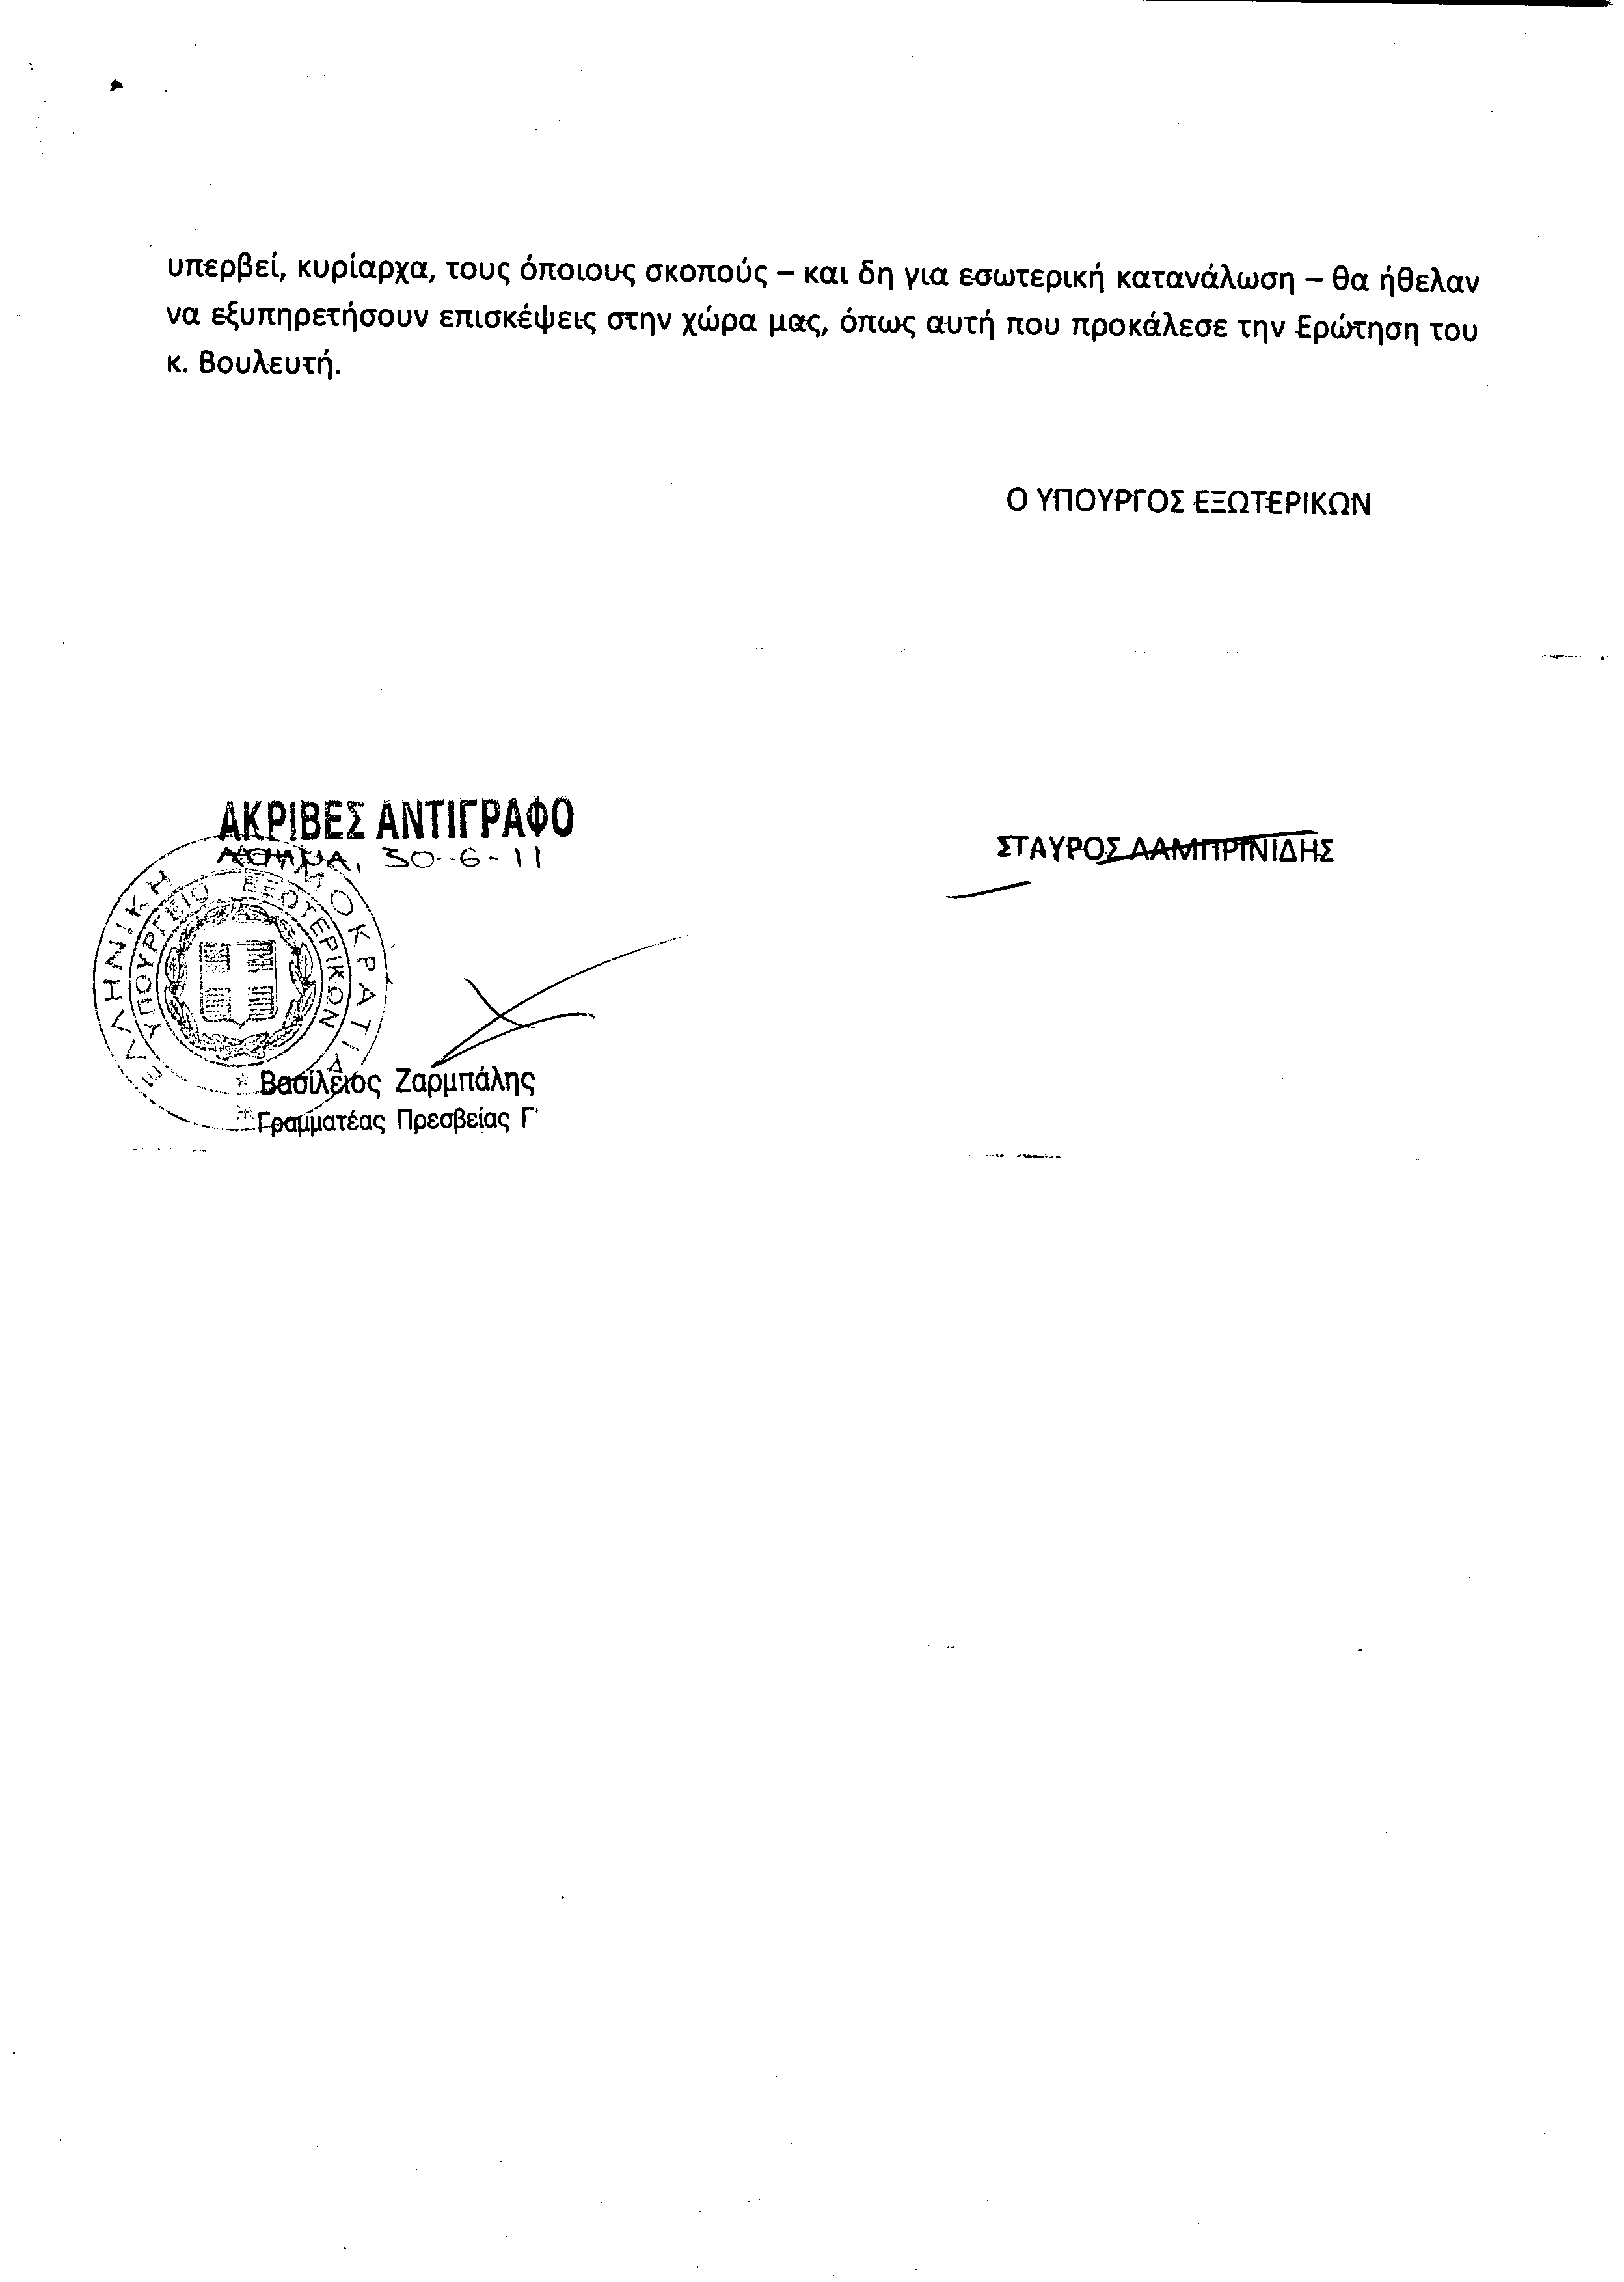 υπερβεί, κυρίαρχα, τους όποιους σκοπούς – και δη για εσωτερική κατανάλωση – θα ήθελαν
να εξυπηρετήσουν επισκέψεις στην χώρα μας, όπως αυτή που προκάλεσε την Ερώτηση του
κ. Βουλευτή.
Ο ΥΠΟΥΡΓΟΣ ΕΞΩΤΕΡΙΚΩΝ
ΑΚΡΙΒΕΣ ΑΝΤΙΓΡΑΦΟ
ΑΘΗΝΑ, 30-6-11
ΣΤΑΥΡΟΣ ΛΑΜΠΡΙΝΙΔΗΣ
ΕΛΛΗΝΙΚΗ ΔΗΜΟΚΡΑΤΙΑ
ΥΠΟΥΡΓΕΙΟ ΕΞΩΤΕΡΙΚΩΝ
Βασίλειος Ζαρμπάλης
Γραμματέας Πρεσβείας Γ'